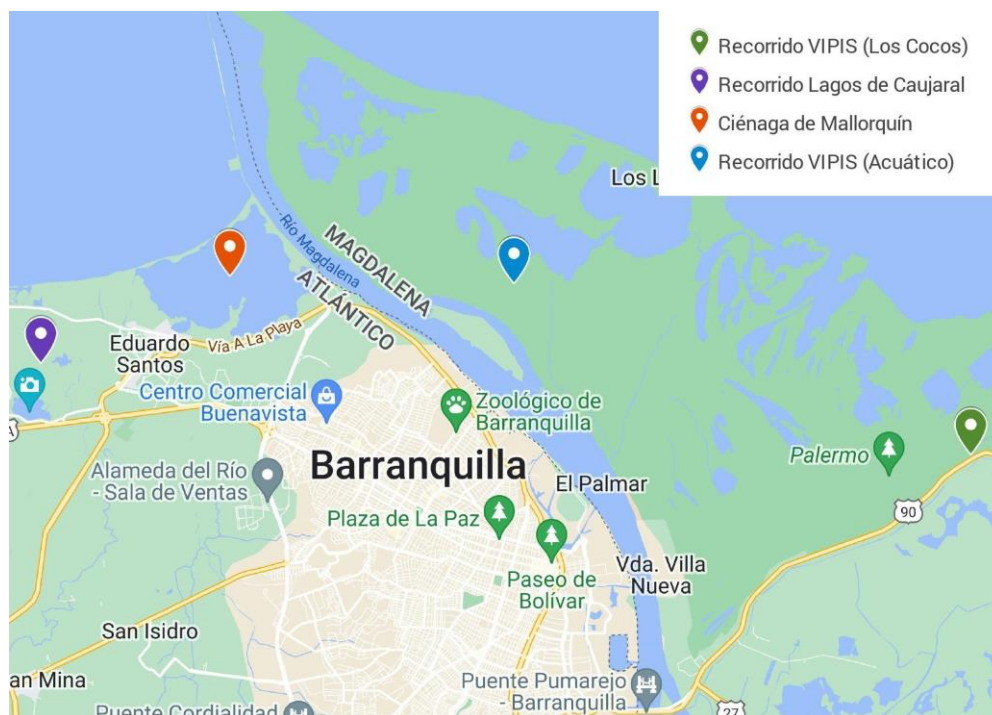 Recorrido VIPIS (Los Cocos)
Recorrido Lagos de Caujaral
Ciénaga de Mallorquín
Recorrido VIPIS (Acuático)
Los L
MAGDALENA
Río Magdalena
ATLÁNTICO
Vía A La Playa
Eduardo
Santos
Centro Comercial
Buenavista
Zoológico de
Barranquilla
Barranquilla
Palermo
Alameda del Río
- Sala de Ventas
El Palmar
90
Plaza de La Paz
Paseo de
Bolívar
Vda. Villa
Nueva
San Isidro
an Mina
Puente Pumarejo
- Barranquilla
Puente Cordialidad
27